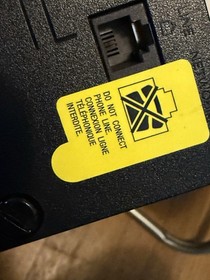 DO NOT CONNECT
PHONE LINE.
CONNEXION LIGNE
TÉLÉPHONIQUE
INTERDITE.